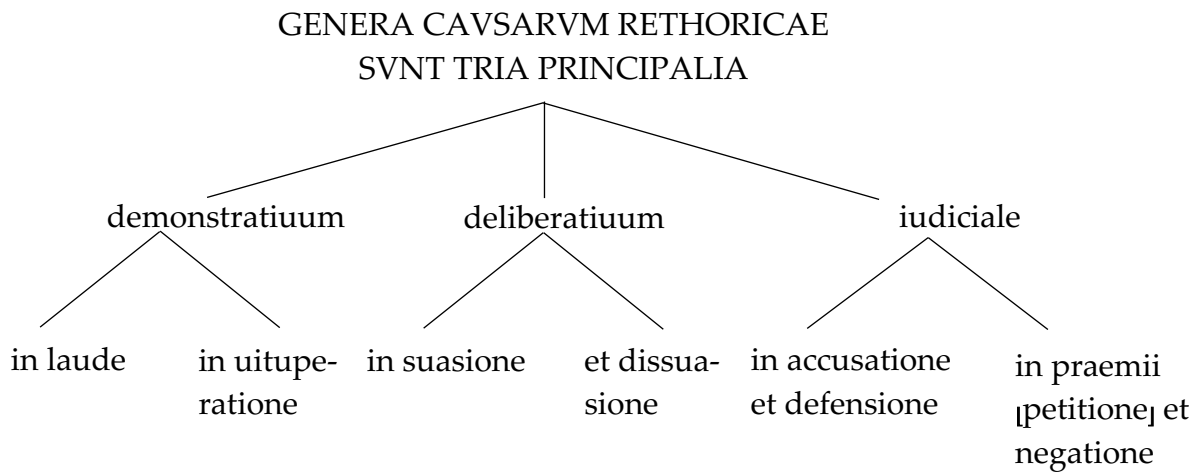 GENERA CAVSARVM RETHORICAE
SVNT TRIA PRINCIPALIA
demonstratiuum
deliberatiuum
iudiciale
in laude
in uitupe-
ratione
in suasione
et dissua-
sione
in accusatione
et defensione
in praemii
⌊petitione⌋ et
negatione